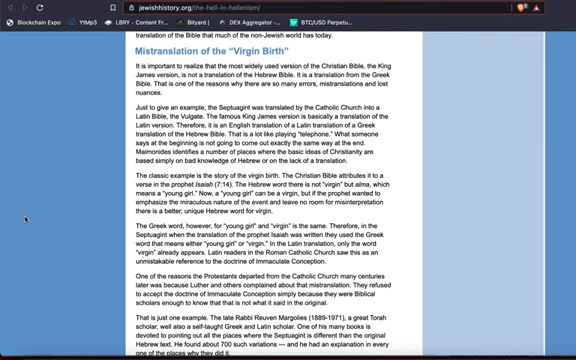 jewishhistory.org/the-hell-in-hellenism/
Blockchain Expo YtMp3 LBRY - Content Fr... Bityard | DEX Aggregator -... BTC/USD Perpetu...
translation of the Bible that much of the non-Jewish world has today.
Mistranslation of the “Virgin Birth”
It is important to realize that the most widely used version of the Christian Bible, the King
James version, is not a translation of the Hebrew Bible. It is a translation from the Greek
Bible. That is one of the reasons why there are so many errors, mistranslations and lost
nuances.
Just to give an example, the Septuagint was translated by the Catholic Church into a
Latin Bible, the Vulgate. The famous King James version is basically a translation of the
Latin version. Therefore, it is an English translation of a Latin translation of a Greek
translation of the Hebrew Bible. That is a lot like playing “telephone.” What someone
says at the beginning is not going to come out exactly the same way at the end.
Maimonides identifies a number of places where the basic ideas of Christianity are
based simply on bad knowledge of Hebrew or on the lack of a translation.
The classic example is the story of the virgin birth. The Christian Bible attributes it to a
verse in the prophet Isaiah (7:14). The Hebrew word there is not “virgin” but alma, which
means a “young girl.” Now, a “young girl” can be a virgin, but if the prophet wanted to
emphasize the miraculous nature of the event and leave no room for misinterpretation
there is a better, unique Hebrew word for virgin.
The Greek word, however, for “young girl” and “virgin” is the same. Therefore, in the
Septuagint when the translation of the prophet Isaiah was written they used the Greek
word that means either “young girl” or “virgin.” In the Latin translation, only the word
“virgin” already appears. Latin readers in the Roman Catholic Church saw this as an
unmistakable reference to the doctrine of Immaculate Conception.
One of the reasons the Protestants departed from the Catholic Church many centuries
later was because Luther and others complained about that mistranslation. They refused
to accept the doctrine of Immaculate Conception simply because they were Biblical
scholars enough to know that that is not what it said in the original.
That is just one example. The late Rabbi Reuven Margolies (1889-1971), a great Torah
scholar, well also a self-taught Greek and Latin scholar. One of his many books is
devoted to pointing out all the places where the Septuagint is different than the original
Hebrew text. He found about 700 such variations — and he had an explanation in every
one of the places why they did it.